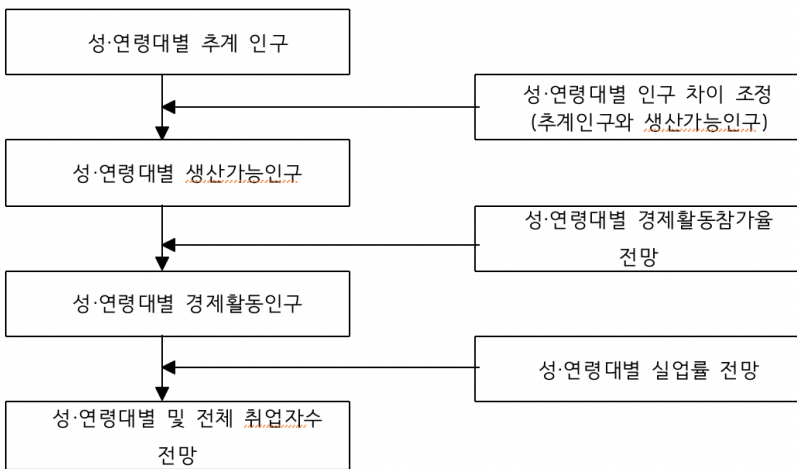 성·연령대별 추계 인구
성·연령대별 인구 차이 조정
(추계인구와 생산가능인구)
성·연령대별 생산가능인구
성·연령대별 경제활동참가율
전망
성·연령대별 경제활동인구
성·연령대별 실업률 전망
성·연령대별 및 전체 취업자수
전망